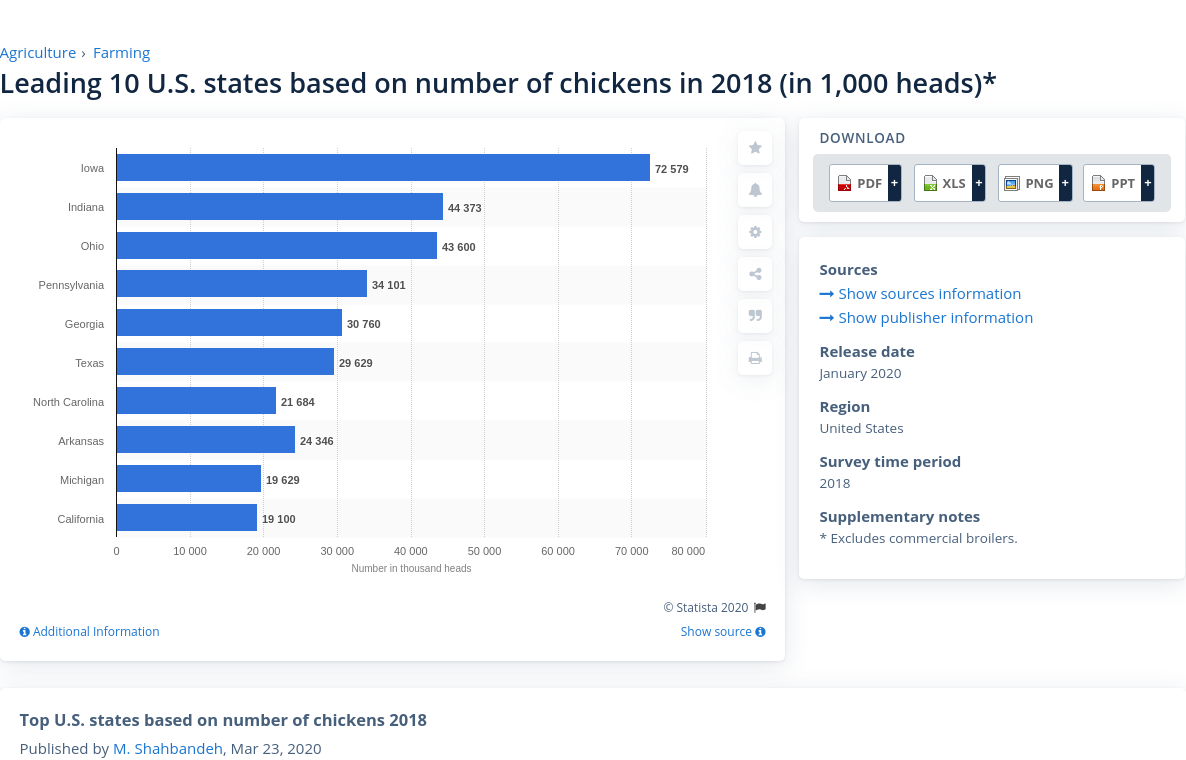 Agriculture › Farming
Leading 10 U.S. states based on number of chickens in 2018 (in 1,000 heads)*
Iowa 72 579
Indiana 44 373
Ohio 43 600
Pennsylvania 34 101
Georgia 30 760
Texas 29 629
North Carolina 21 684
Arkansas 24 346
Michigan 19 629
California 19 100
0 10 000 20 000 30 000 40 000 50 000 60 000 70 000 80 000
Number in thousand heads
© Statista 2020
Additional Information Show source
DOWNLOAD
PDF + XLS + PNG + PPT +
Sources
Show sources information
Show publisher information
Release date
January 2020
Region
United States
Survey time period
2018
Supplementary notes
* Excludes commercial broilers.
Top U.S. states based on number of chickens 2018
Published by M. Shahbandeh, Mar 23, 2020